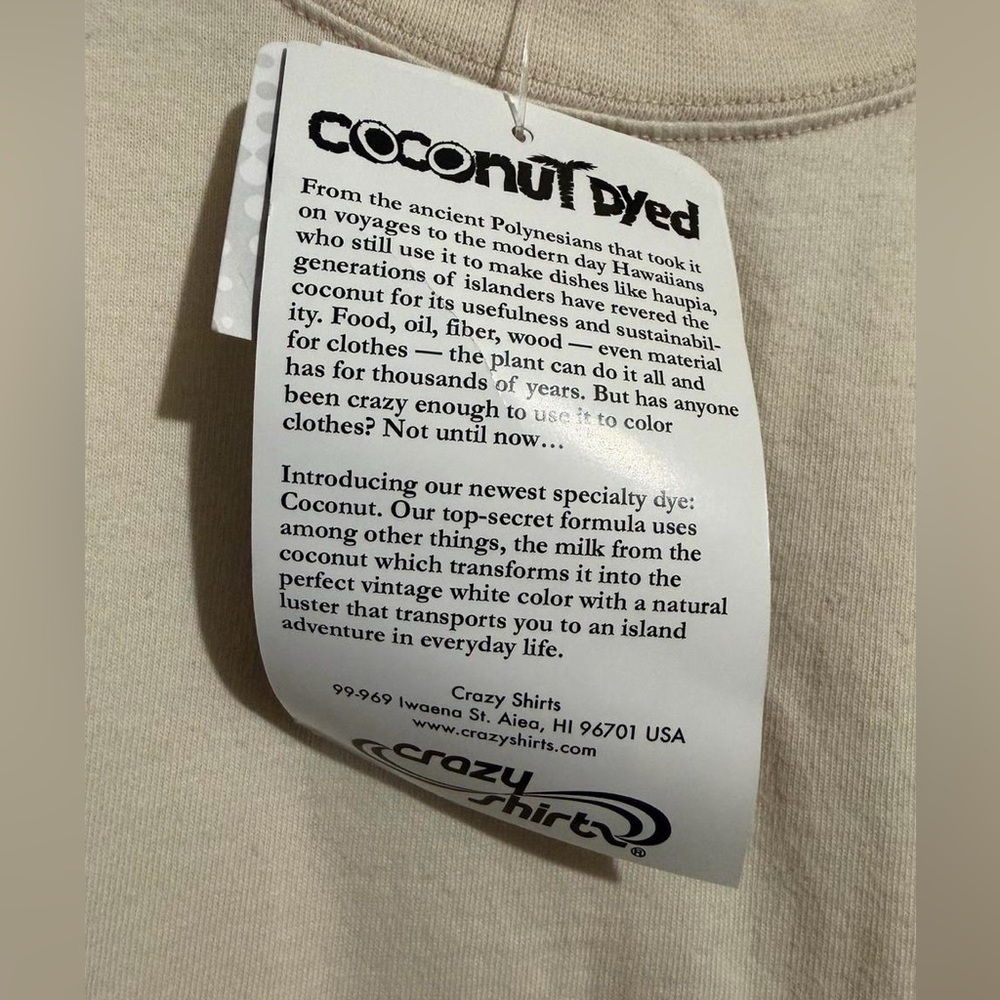 coconut Dyed
From the ancient Polynesians that took it
on voyages to the modern day Hawaiians
who still use it to make dishes like haupia,
generations of islanders have revered the
coconut for its usefulness and sustainabil-
ity. Food, oil, fiber, wood — even material
for clothes — the plant can do it all and
has for thousands of years. But has anyone
been crazy enough to use it to color
clothes? Not until now...
Introducing our newest specialty dye:
Coconut. Our top-secret formula uses
among other things, the milk from the
coconut which transforms it into the
perfect vintage white color with a natural
luster that transports you to an island
adventure in everyday life.
Crazy Shirts
99-969 Iwaena St. Aiea, HI 96701 USA
www.crazyshirts.com
crazy
shirts®